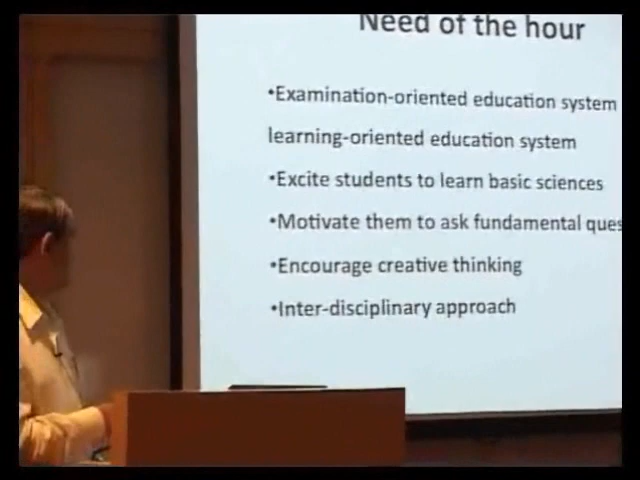 Need of the hour
•Examination-oriented education system
learning-oriented education system
•Excite students to learn basic sciences
•Motivate them to ask fundamental
•Encourage creative thinking
•Inter-disciplinary approach